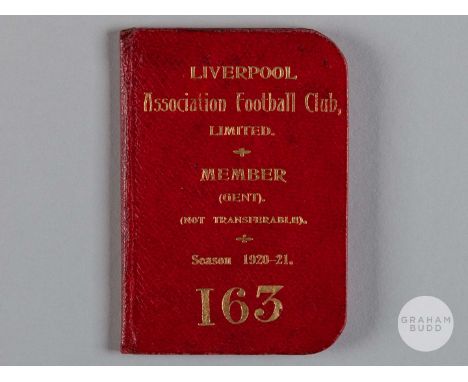 LIVERPOOL
Association Football Club,
LIMITED.
MEMBER
(GENT).
(NOT TRANSFERABLE).
Season 1920-21.
163
GRAHAM
BUDD